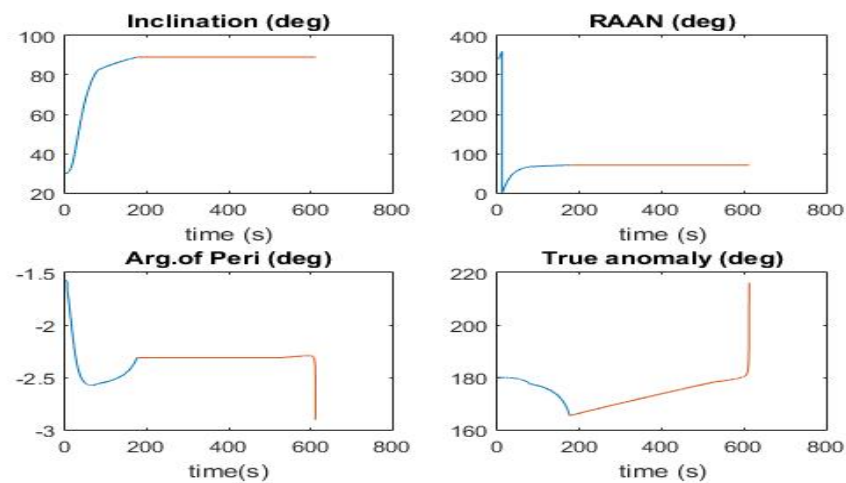 Inclination (deg)
100
80
60
40
20
0 200 400 600 800
time (s)
RAAN (deg)
400
300
200
100
0
0 200 400 600 800
time (s)
Arg.of Peri (deg)
-1.5
-2
-2.5
-3
0 200 400 600 800
time(s)
True anomaly (deg)
220
200
180
160
0 200 400 600 800
time (s)